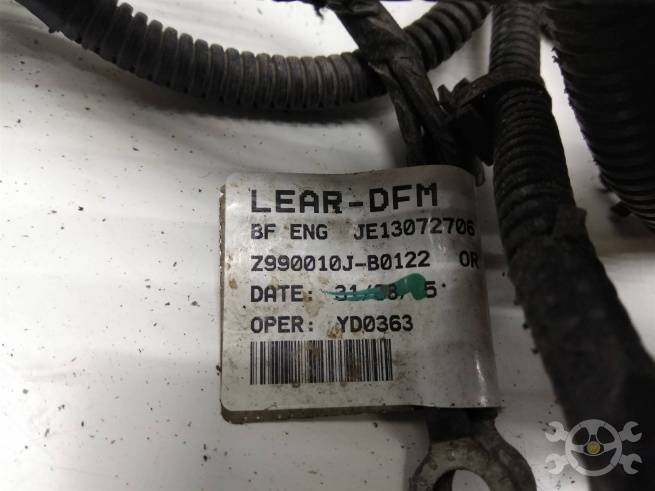 LEAR-DFM
BF ENG JE13072706
Z990010J-B0122 OR
DATE:
OPER: YD0363